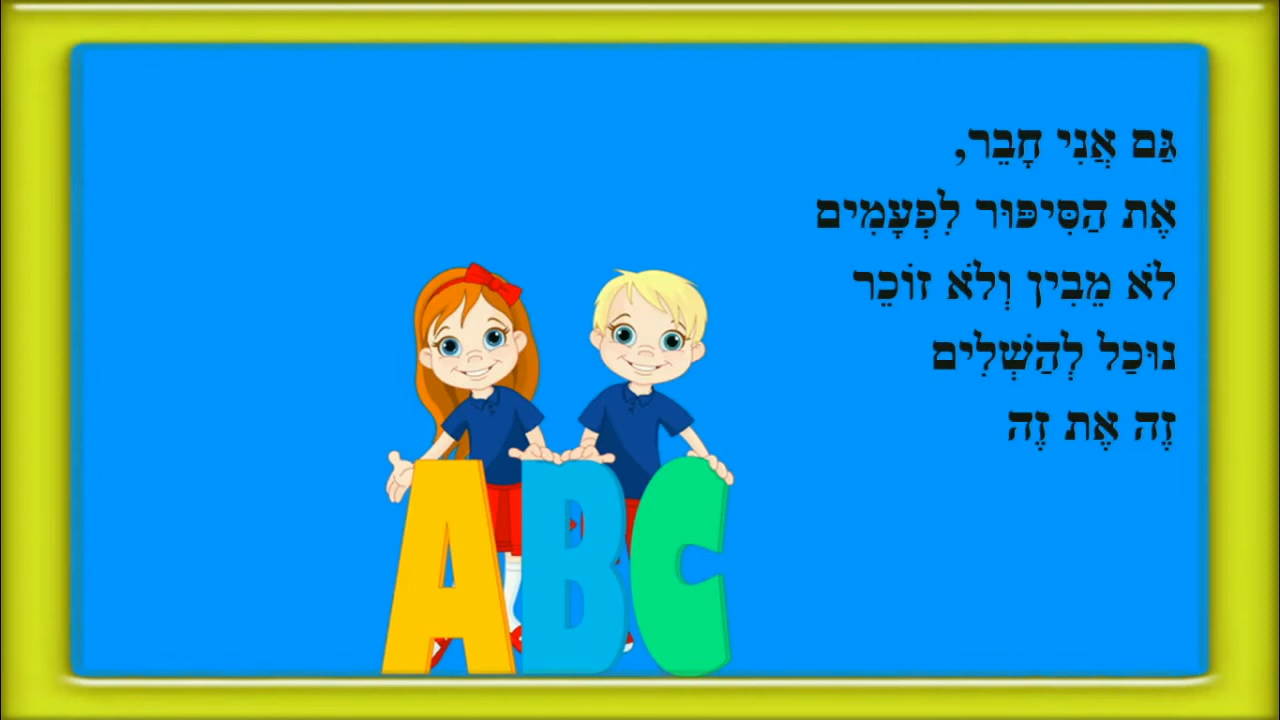 גַּם אֲנִי חָבֵר,
אֶת הַסִּיפּוּר לִפְעָמִים
לֹא מֵבִין וְלֹא זוֹכֵר
נוּכַל לְהַשְׁלִים
זֶה אֶת זֶה
ABC